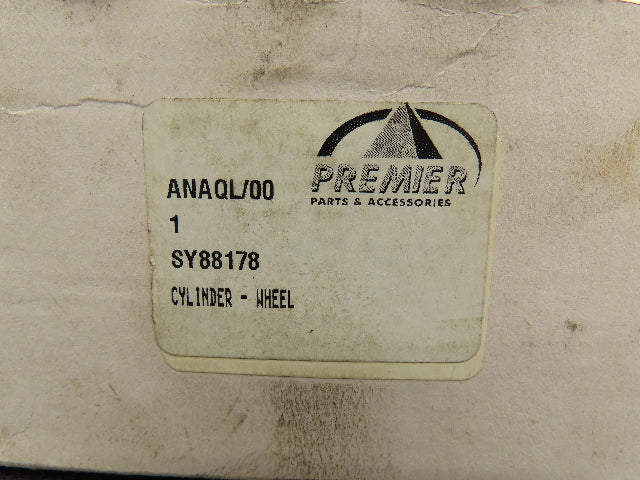 PREMIER
PARTS & ACCESSORIES
ANAQL/00
1
SY88178
CYLINDER - WHEEL